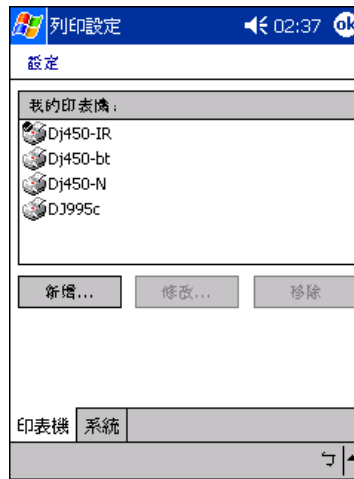 列印設定 02:37 ok
設定
我的印表機:
Dj450-IR
Dj450-bt
Dj450-N
DJ995c
新增... 修改... 移除
印表機 系統
ㄅ